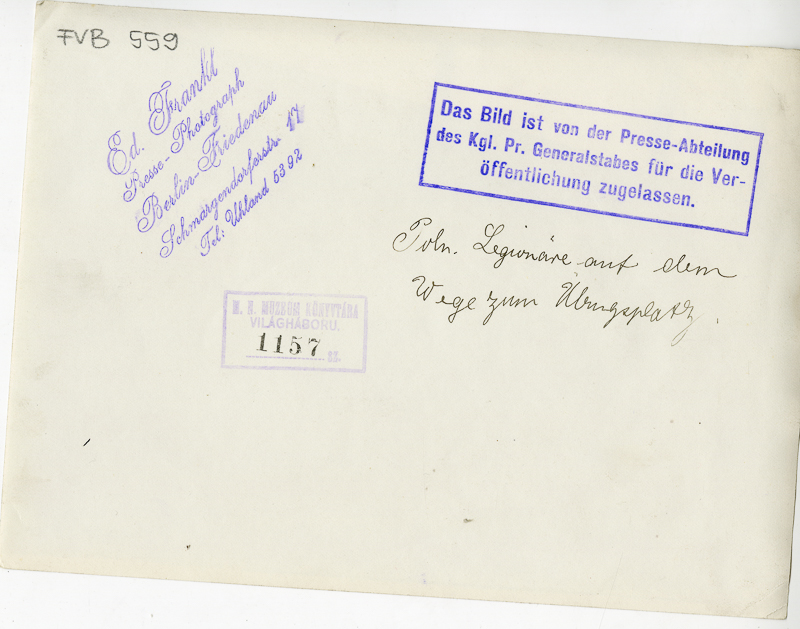 FVB 559
Ed. Frankl
Presse-Photograph
Berlin-Friedenau
Schmargendorferstr. 17
Tel: Uhland 5392
Das Bild ist von der Presse-Abteilung
des Kgl. Pr. Generalstabes für die Ver-
öffentlichung zugelassen.
Poln. Legionäre auf dem
Wege zum Übungsplatz.
MUZEUM KÖNYVTÁRA
VILÁGHÁBORU.
1157